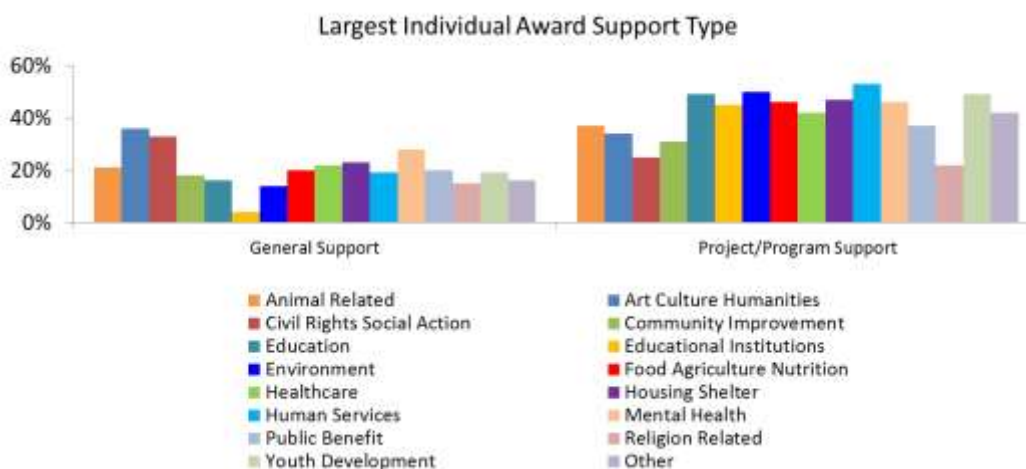 Largest Individual Award Support Type
60%
40%
20%
0%
General Support
Project/Program Support
Animal Related
Art Culture Humanities
Civil Rights Social Action
Community Improvement
Education
Educational Institutions
Environment
Food Agriculture Nutrition
Healthcare
Housing Shelter
Human Services
Mental Health
Public Benefit
Religion Related
Youth Development
Other